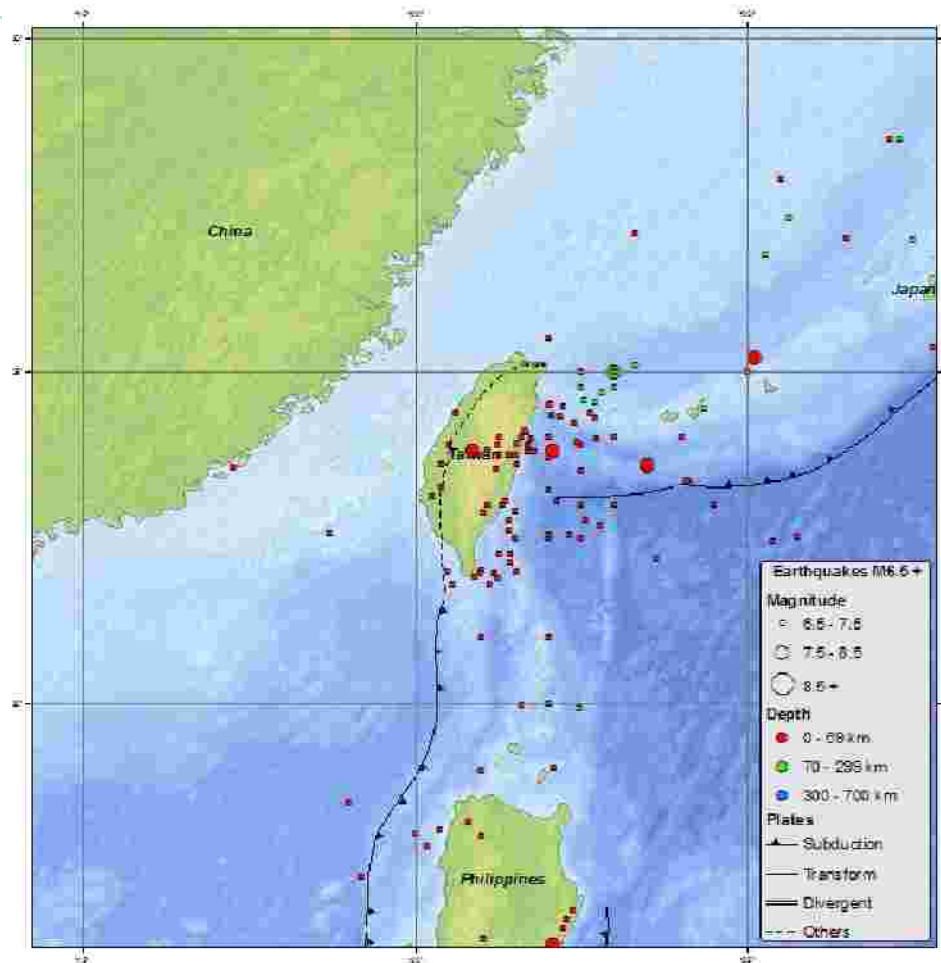 China
Japan
Taiwan
Philippines
Earthquakes M6.5 +
Magnitude
6.5 - 7.5
7.5 - 8.5
8.5 +
Depth
0 - 69 km
70 - 299 km
300 - 700 km
Plates
Subduction
Transform
Divergent
Others